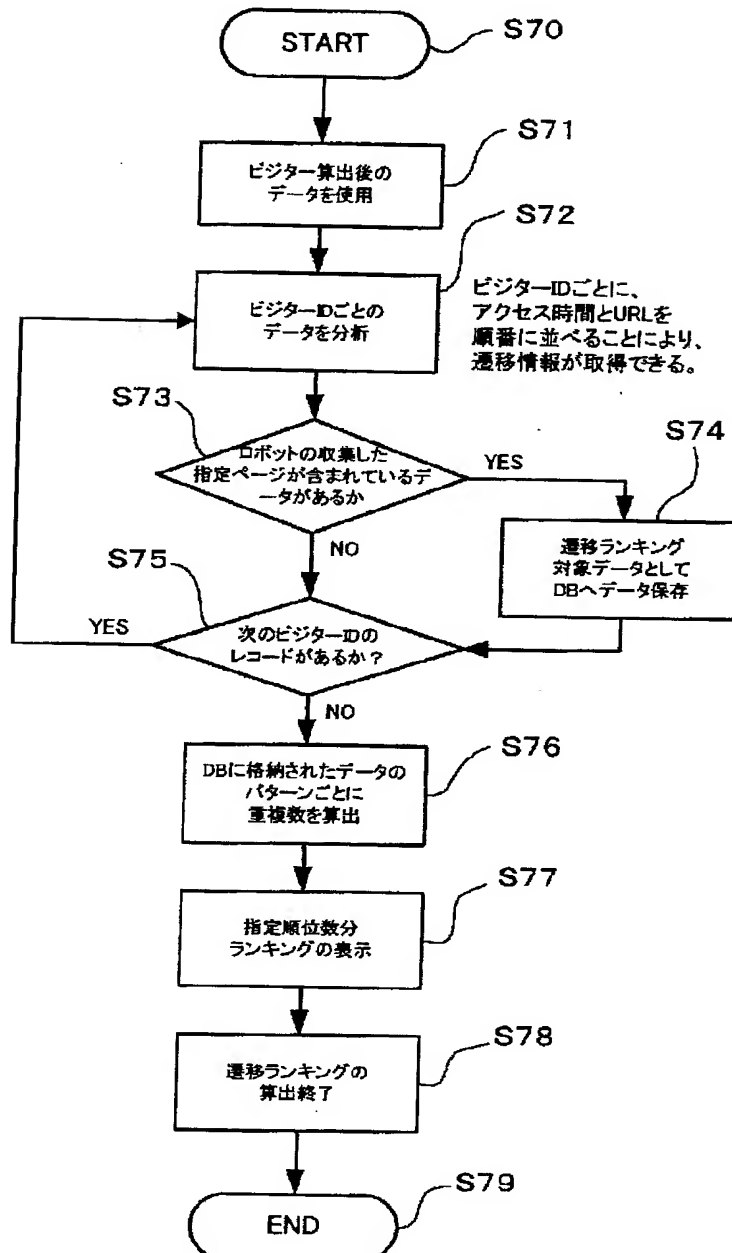 START
S70
S71
ビジター算出後の
データを使用
S72
ビジターIDごとの
データを分析
ビジターIDごとに、
アクセス時間とURLを
順番に並べることにより、
遷移情報が取得できる。
S73
ロボットの収集した
指定ページが含まれているデ
ータがあるか
YES
S74
NO
遷移ランキング
対象データとして
DBへデータ保存
S75
YES
次のビジターIDの
レコードがあるか?
NO
S76
DBに格納されたデータの
パターンごとに
重複数を算出
S77
指定順位数分
ランキングの表示
S78
遷移ランキングの
算出終了
S79
END